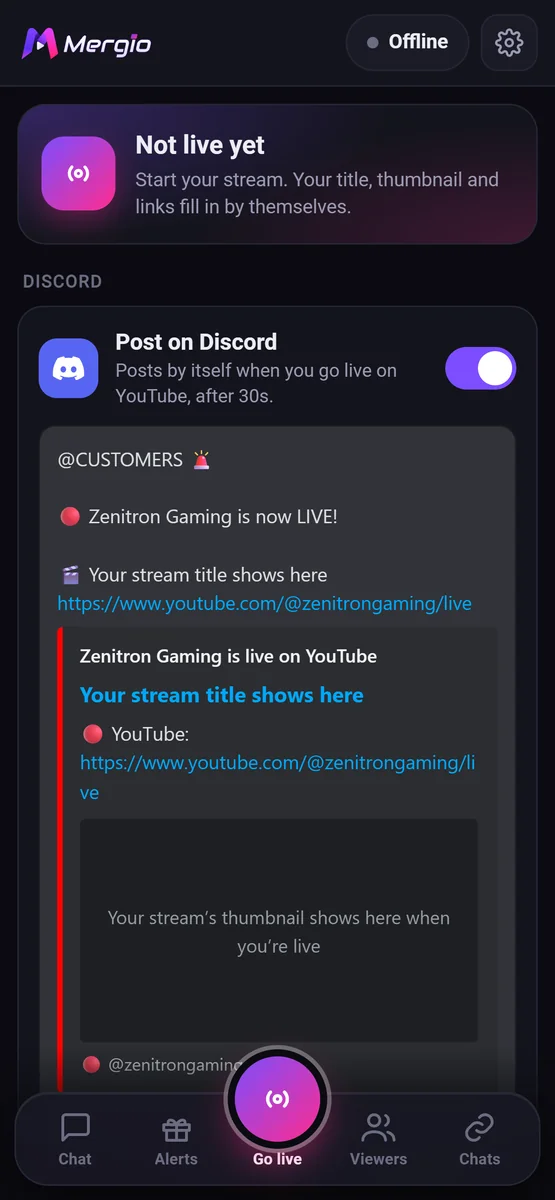 Mergio
Offline
Not live yet
Start your stream. Your title, thumbnail and
links fill in by themselves.
DISCORD
Post on Discord
Posts by itself when you go live on
YouTube, after 30s.
@CUSTOMERS 🚨
🔴 Zenitron Gaming is now LIVE!
🎬 Your stream title shows here
https://www.youtube.com/@zenitrongaming/live
Zenitron Gaming is live on YouTube
Your stream title shows here
🔴 YouTube:
https://www.youtube.com/@zenitrongaming/li
ve
Your stream’s thumbnail shows here when
you’re live
🔴 @zenitrongaming
Chat
Alerts
Go live
Viewers
Chats